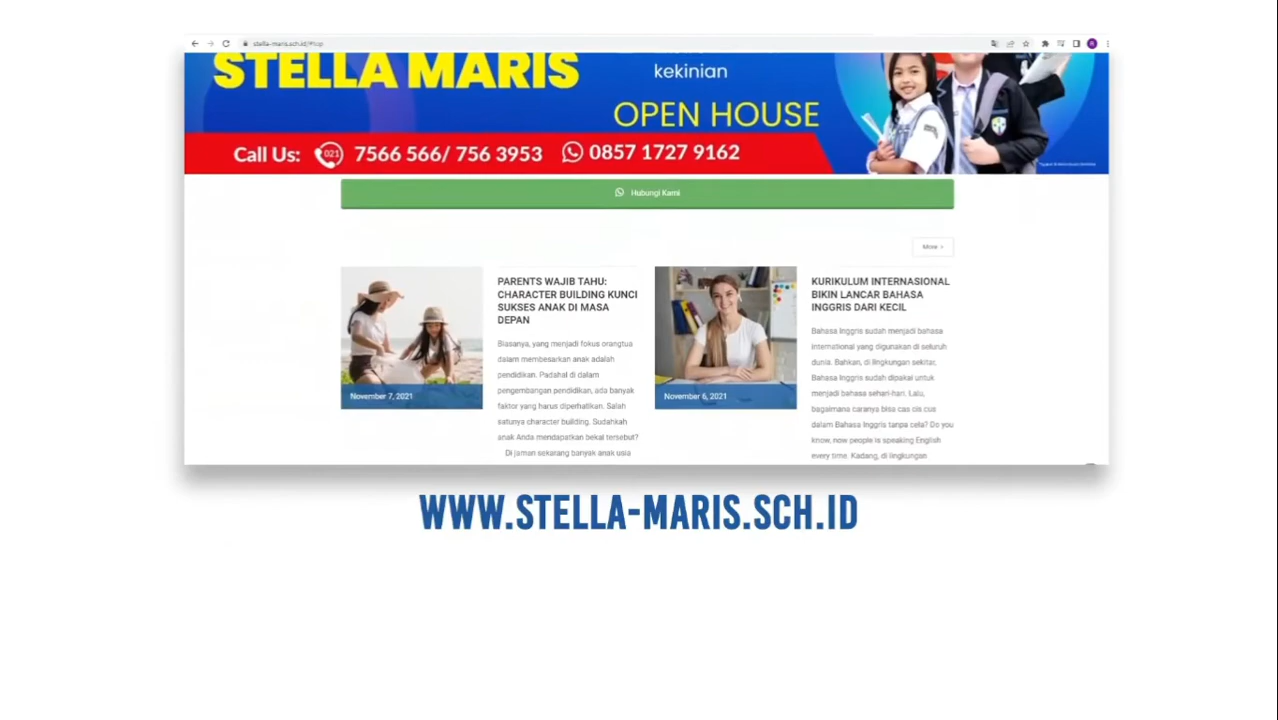 stella-maris.sch.id/#top
STELLA MARIS
kekinian
OPEN HOUSE
Call Us: 021 7566 566/ 756 3953 0857 1727 9162
Hubungi Kami
More >
PARENTS WAJIB TAHU:
CHARACTER BUILDING KUNCI
SUKSES ANAK DI MASA
DEPAN
Biasanya, yang menjadi fokus orangtua
dalam membesarkan anak adalah
pendidikan. Padahal di dalam
pengembangan pendidikan, ada banyak
faktor yang harus diperhatikan. Salah
satunya character building. Sudahkah
anak Anda mendapatkan bekal tersebut?
Di jaman sekarang banyak anak usia
November 7, 2021
KURIKULUM INTERNASIONAL
BIKIN LANCAR BAHASA
INGGRIS DARI KECIL
Bahasa Inggris sudah menjadi bahasa
international yang digunakan di seluruh
dunia. Bahkan, di lingkungan sekitar,
Bahasa Inggris sudah dipakai untuk
menjadi bahasa sehari-hari. Lalu,
bagaimana caranya bisa cas cis cus
dalam Bahasa Inggris tanpa cela? Do you
know, now people is speaking English
every time. Kadang, di lingkungan
November 6, 2021
WWW.STELLA-MARIS.SCH.ID